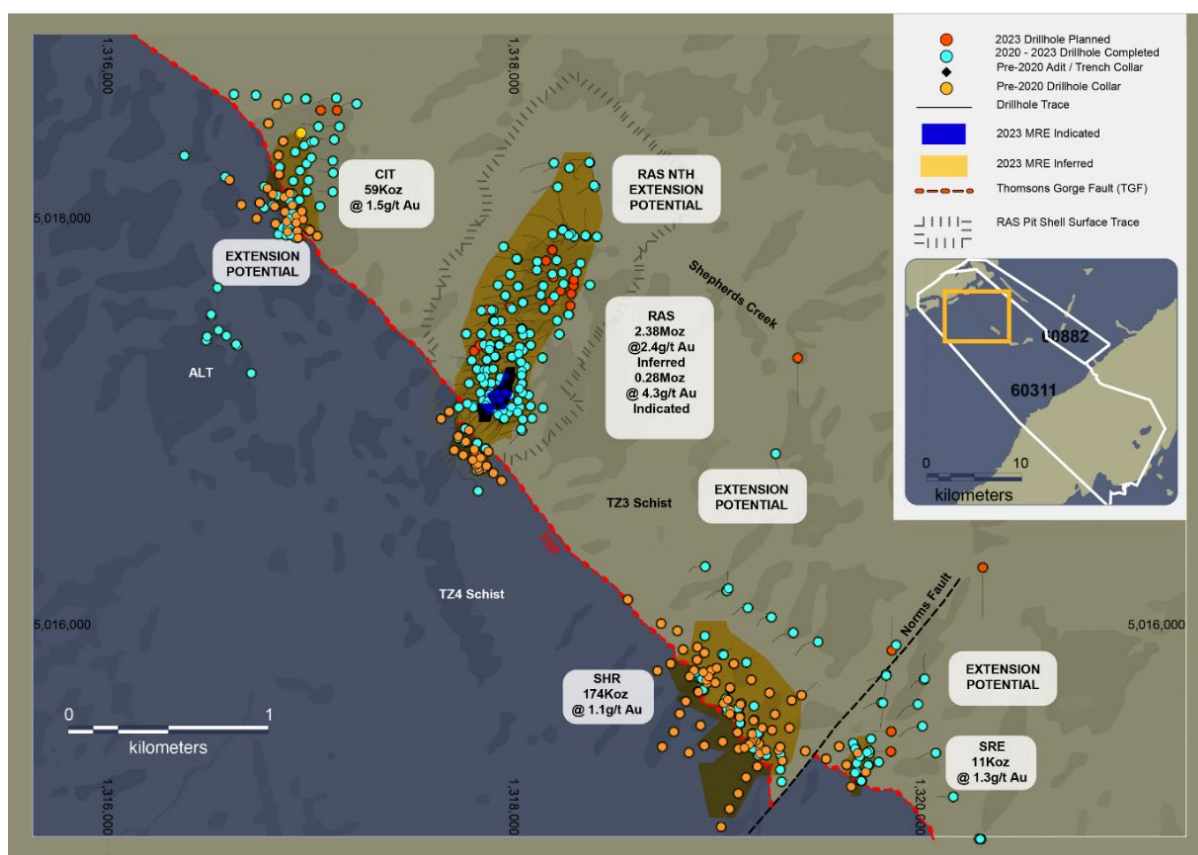 1,316,000
1,318,000
2023 Drillhole Planned
2020 - 2023 Drillhole Completed
Pre-2020 Adit / Trench Collar
Pre-2020 Drillhole Collar
Drillhole Trace
2023 MRE Indicated
2023 MRE Inferred
Thomsons Gorge Fault (TGF)
RAS Pit Shell Surface Trace
CIT
59Koz
@ 1.5g/t Au
RAS NTH
EXTENSION
POTENTIAL
5,018,000
EXTENSION
POTENTIAL
Shepherds Creek
RAS
2.38Moz
@2.4g/t Au
Inferred
0.28Moz
@ 4.3g/t Au
Indicated
ALT
60882
60311
0 10
kilometers
EXTENSION
POTENTIAL
TZ3 Schist
TGF
TZ4 Schist
Norms Fault
5,016,000
5,016,000
EXTENSION
POTENTIAL
SHR
174Koz
@ 1.1g/t Au
0 1
kilometers
SRE
11Koz
@ 1.3g/t Au
1,316,000
1,318,000
1,320,000